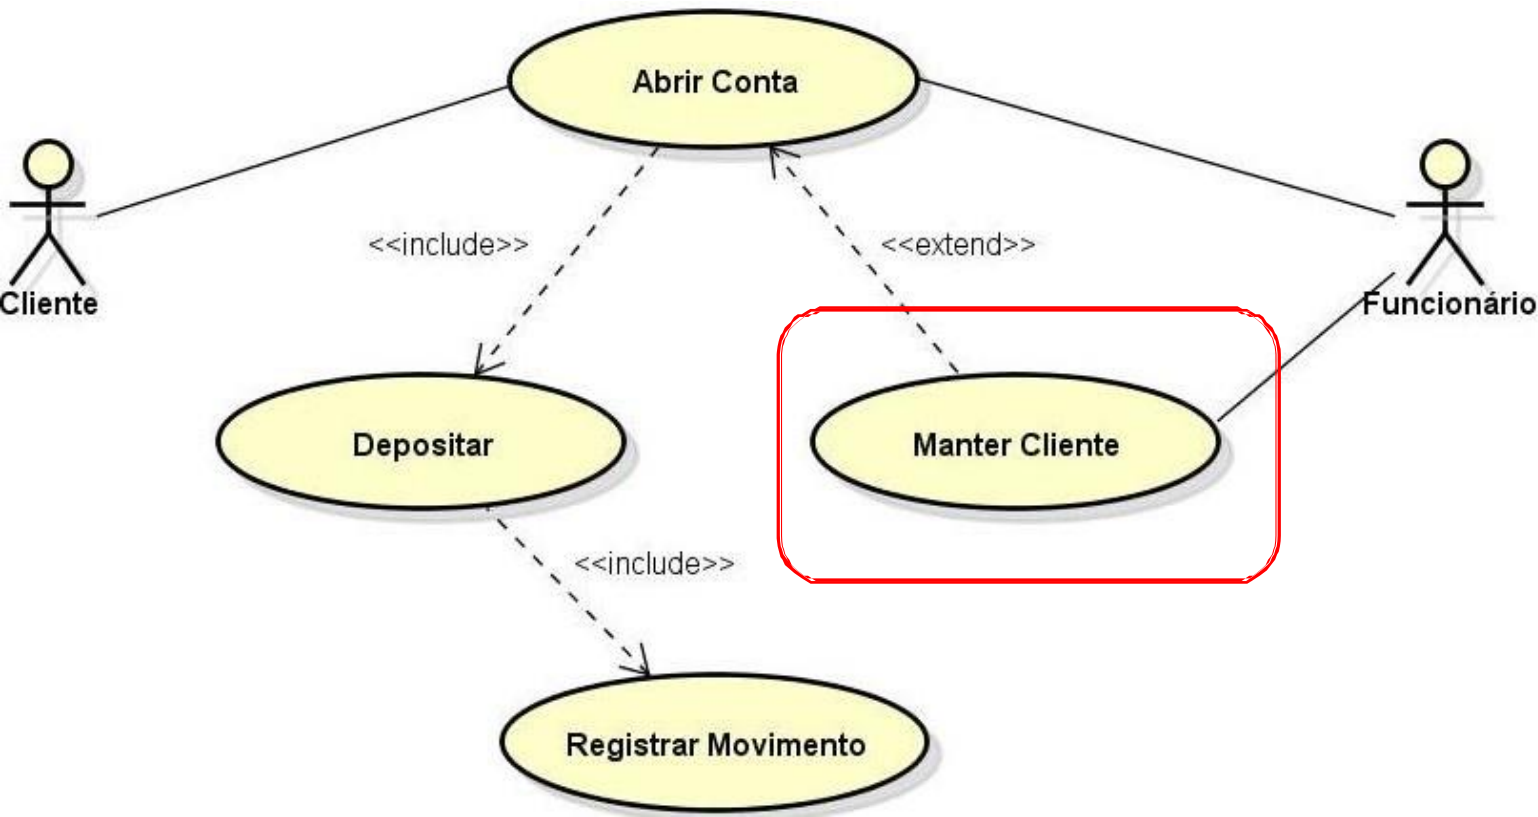 Abrir Conta
<<include>>
<<extend>>
Cliente
Funcionário
Depositar
Manter Cliente
<<include>>
Registrar Movimento